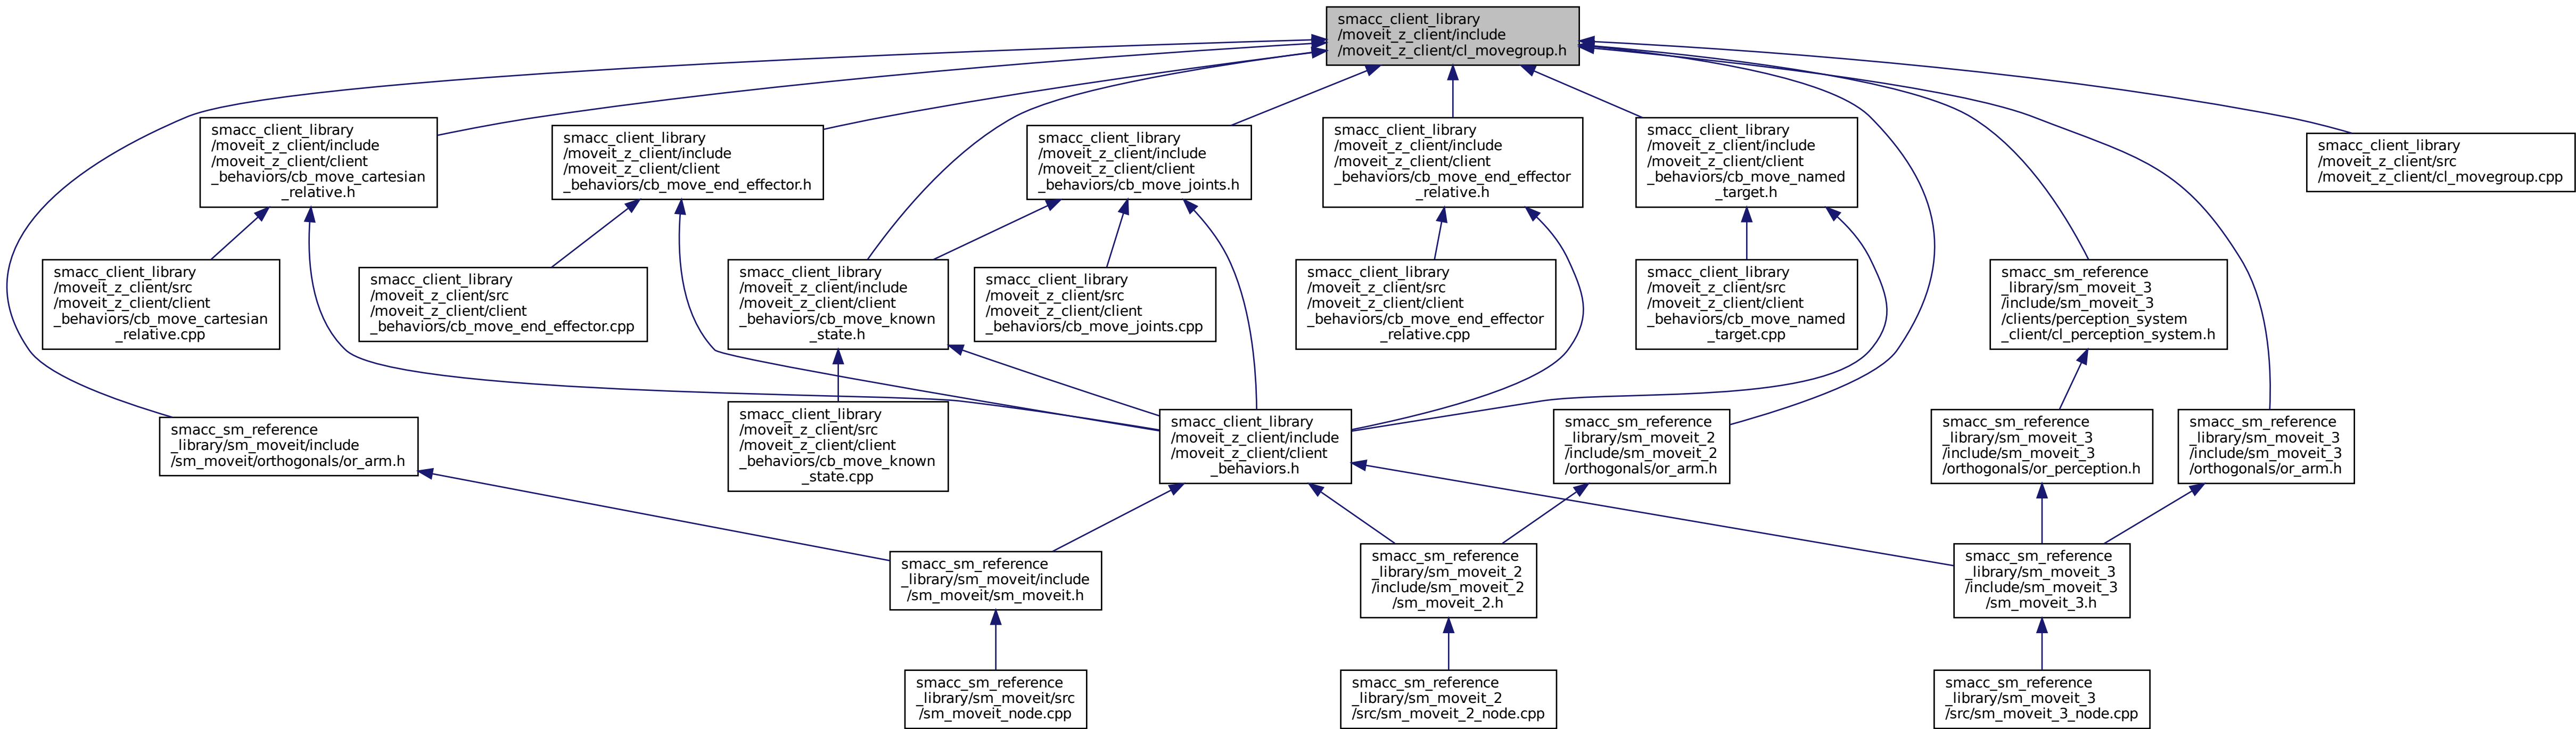 smacc_client_library
/moveit_z_client/include
/moveit_z_client/cl_movegroup.h
smacc_client_library
/moveit_z_client/include
/moveit_z_client/client
_behaviors/cb_move_cartesian
_relative.h
smacc_client_library
/moveit_z_client/include
/moveit_z_client/client
_behaviors/cb_move_end_effector.h
smacc_client_library
/moveit_z_client/include
/moveit_z_client/client
_behaviors/cb_move_joints.h
smacc_client_library
/moveit_z_client/include
/moveit_z_client/client
_behaviors/cb_move_end_effector
_relative.h
smacc_client_library
/moveit_z_client/include
/moveit_z_client/client
_behaviors/cb_move_named
_target.h
smacc_client_library
/moveit_z_client/src
/moveit_z_client/cl_movegroup.cpp
smacc_client_library
/moveit_z_client/src
/moveit_z_client/client
_behaviors/cb_move_cartesian
_relative.cpp
smacc_client_library
/moveit_z_client/src
/moveit_z_client/client
_behaviors/cb_move_end_effector.cpp
smacc_client_library
/moveit_z_client/include
/moveit_z_client/client
_behaviors/cb_move_known
_state.h
smacc_client_library
/moveit_z_client/src
/moveit_z_client/client
_behaviors/cb_move_joints.cpp
smacc_client_library
/moveit_z_client/src
/moveit_z_client/client
_behaviors/cb_move_end_effector
_relative.cpp
smacc_client_library
/moveit_z_client/src
/moveit_z_client/client
_behaviors/cb_move_named
_target.cpp
smacc_sm_reference
_library/sm_moveit_3
/include/sm_moveit_3
/clients/perception_system
_client/cl_perception_system.h
smacc_sm_reference
_library/sm_moveit/include
/sm_moveit/orthogonals/or_arm.h
smacc_client_library
/moveit_z_client/src
/moveit_z_client/client
_behaviors/cb_move_known
_state.cpp
smacc_client_library
/moveit_z_client/include
/moveit_z_client/client
_behaviors.h
smacc_sm_reference
_library/sm_moveit_2
/include/sm_moveit_2
/orthogonals/or_arm.h
smacc_sm_reference
_library/sm_moveit_3
/include/sm_moveit_3
/orthogonals/or_perception.h
smacc_sm_reference
_library/sm_moveit_3
/include/sm_moveit_3
/orthogonals/or_arm.h
smacc_sm_reference
_library/sm_moveit/include
/sm_moveit/sm_moveit.h
smacc_sm_reference
_library/sm_moveit_2
/include/sm_moveit_2
/sm_moveit_2.h
smacc_sm_reference
_library/sm_moveit_3
/include/sm_moveit_3
/sm_moveit_3.h
smacc_sm_reference
_library/sm_moveit/src
/sm_moveit_node.cpp
smacc_sm_reference
_library/sm_moveit_2
/src/sm_moveit_2_node.cpp
smacc_sm_reference
_library/sm_moveit_3
/src/sm_moveit_3_node.cpp